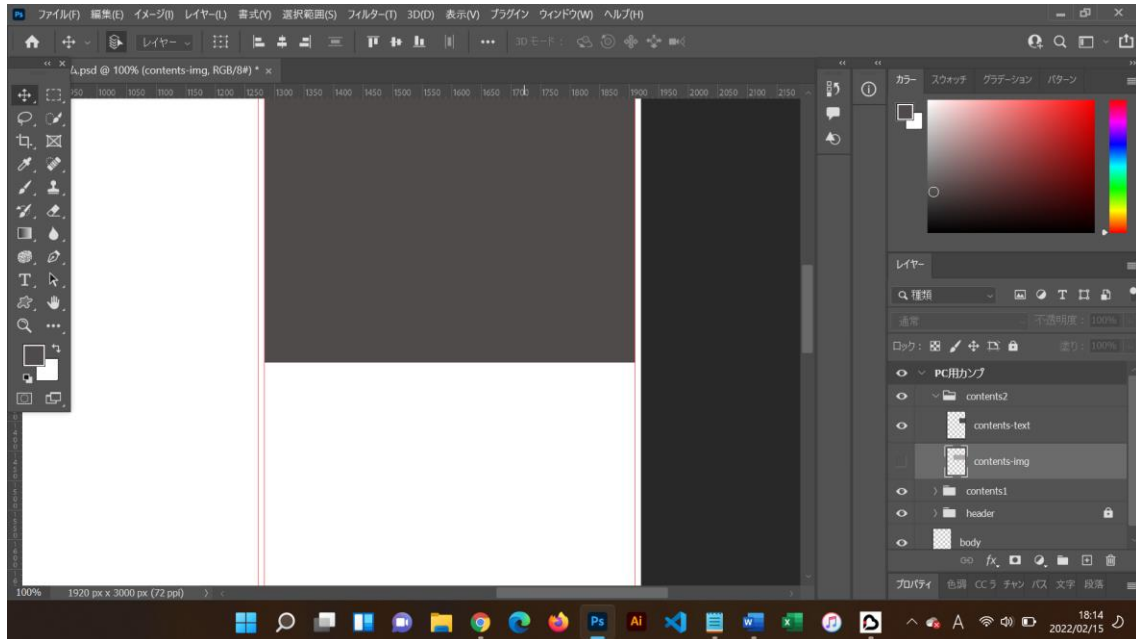 Ps ファイル(F) 編集(E) イメージ(I) レイヤー(L) 書式(Y) 選択範囲(S) フィルター(T) 3D(D) 表示(V) プラグイン ウィンドウ(W) ヘルプ(H)
レイヤー 3Dモード:
.psd @ 100% (contents-img, RGB/8#) * ×
1000 1050 1100 1150 1200 1250 1300 1350 1400 1450 1500 1550 1600 1650 1700 1750 1800 1850 1900 1950 2000 2050 2100 2150
カラー スウォッチ グラデーション パターン
レイヤー
種類
通常 不透明度: 100%
ロック: 塗り: 100%
PC用カンプ
contents2
contents-text
contents-img
contents1
header
body
fx
100% 1920 px x 3000 px (72 ppi)
プロパティ 色調 CCラ チャン パス 文字 段落
Ps Ai A 18:14
2022/02/15